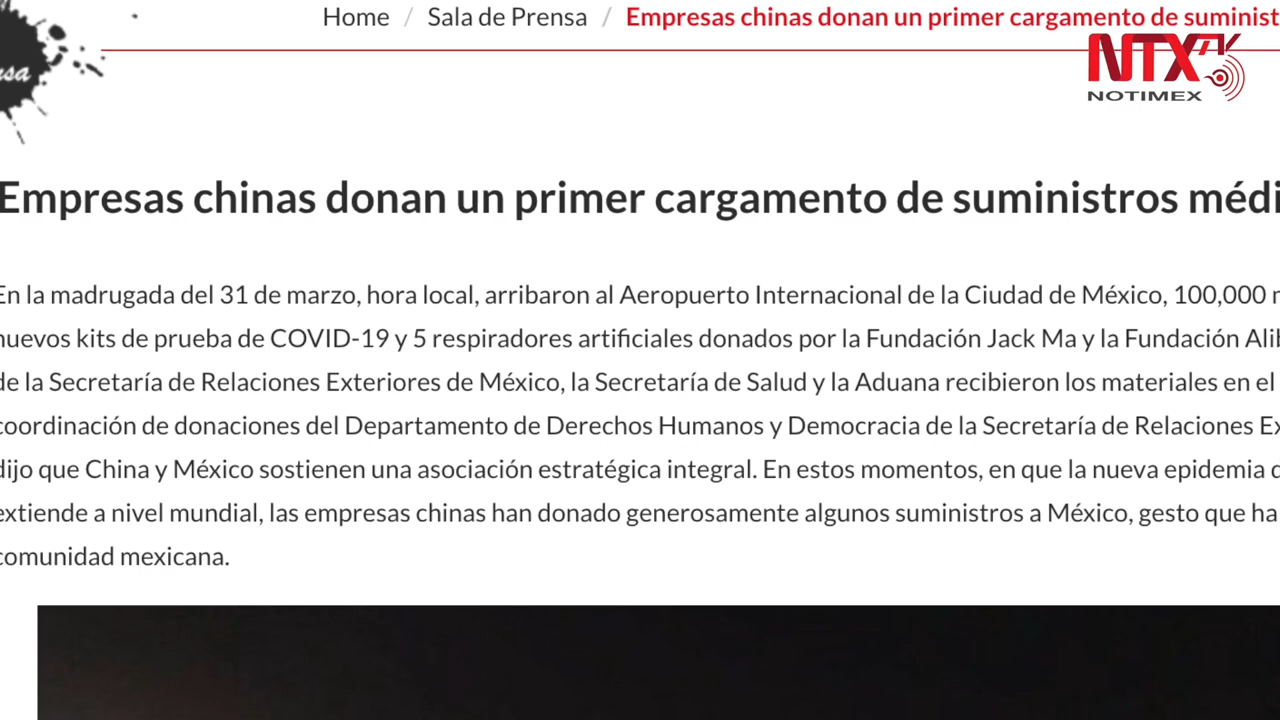 Home / Sala de Prensa / Empresas chinas donan un primer cargamento de suminist
NTX
NOTIMEX
Empresas chinas donan un primer cargamento de suministros médi
En la madrugada del 31 de marzo, hora local, arribaron al Aeropuerto Internacional de la Ciudad de México, 100,000
nuevos kits de prueba de COVID-19 y 5 respiradores artificiales donados por la Fundación Jack Ma y la Fundación Alib
de la Secretaría de Relaciones Exteriores de México, la Secretaría de Salud y la Aduana recibieron los materiales en el
coordinación de donaciones del Departamento de Derechos Humanos y Democracia de la Secretaría de Relaciones Ex
dijo que China y México sostienen una asociación estratégica integral. En estos momentos, en que la nueva epidemia d
extiende a nivel mundial, las empresas chinas han donado generosamente algunos suministros a México, gesto que ha
comunidad mexicana.